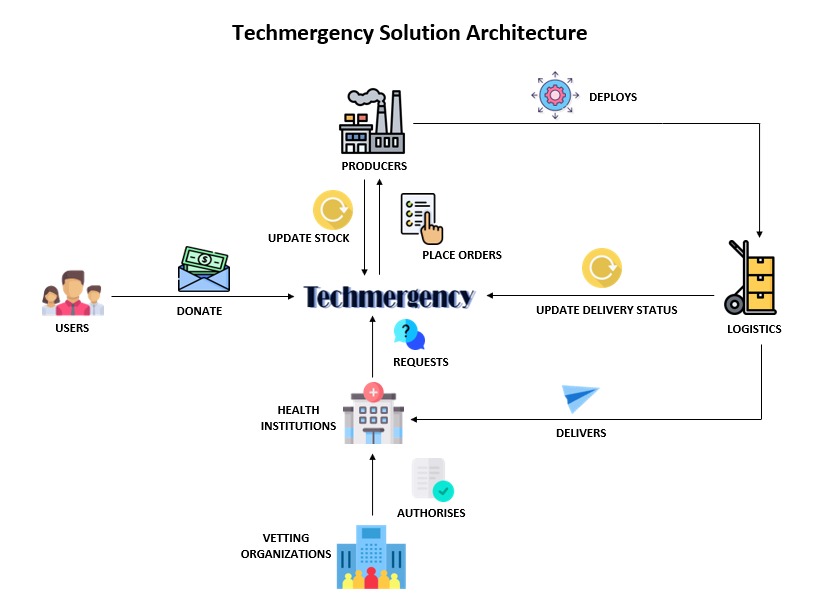 Techmergency Solution Architecture
DEPLOYS
PRODUCERS
UPDATE STOCK
PLACE ORDERS
USERS
DONATE
Techmergency
UPDATE DELIVERY STATUS
LOGISTICS
?
REQUESTS
HEALTH
INSTITUTIONS
DELIVERS
AUTHORISES
VETTING
ORGANIZATIONS